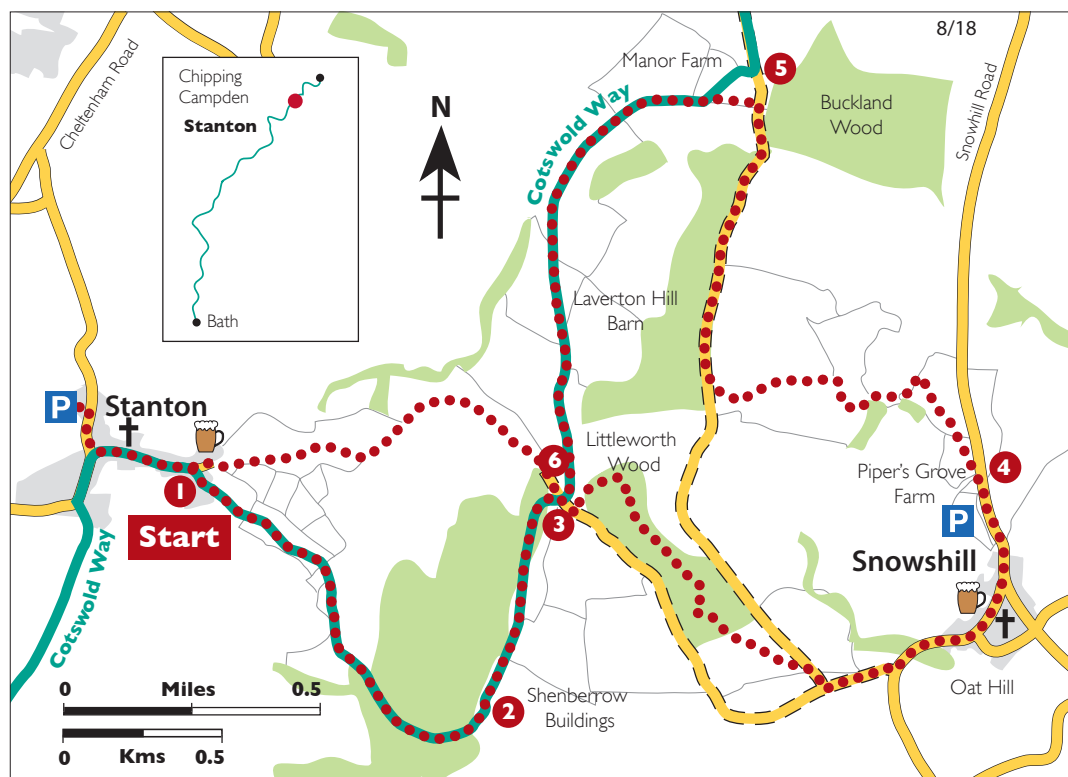 8/18
Cheltenham Road
Chipping
Campden
Stanton
Bath
N
Manor Farm
5
Buckland
Wood
Snowhill Road
Cotswold Way
Laverton Hill
Barn
P
Stanton
1
Start
6
Littleworth
Wood
3
4
Piper's Grove
Farm
P
Snowshill
Cotswold Way
2
Shenberrow
Buildings
Oat Hill
0 Miles 0.5
0 Kms 0.5